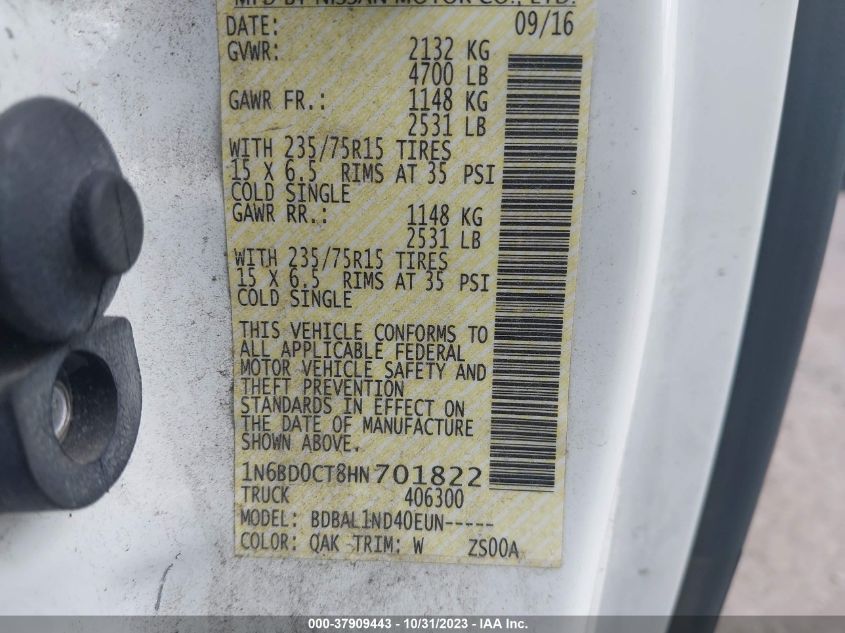 MFD BY NISSAN MOTOR CO., LTD.
DATE: 09/16
GVWR: 2132 KG
4700 LB
GAWR FR.: 1148 KG
2531 LB
WITH 235/75R15 TIRES
15 X 6.5 RIMS AT 35 PSI
COLD SINGLE
GAWR RR.: 1148 KG
2531 LB
WITH 235/75R15 TIRES
15 X 6.5 RIMS AT 35 PSI
COLD SINGLE
THIS VEHICLE CONFORMS TO
ALL APPLICABLE FEDERAL
MOTOR VEHICLE SAFETY AND
THEFT PREVENTION
STANDARDS IN EFFECT ON
THE DATE OF MANUFACTURE
SHOWN ABOVE.
1N6BD0CT8HN701822
TRUCK 406300
MODEL: BDBAL1ND40EUN-----
COLOR: QAK TRIM: W ZS00A
000-37909443 - 10/31/2023 - IAA Inc.